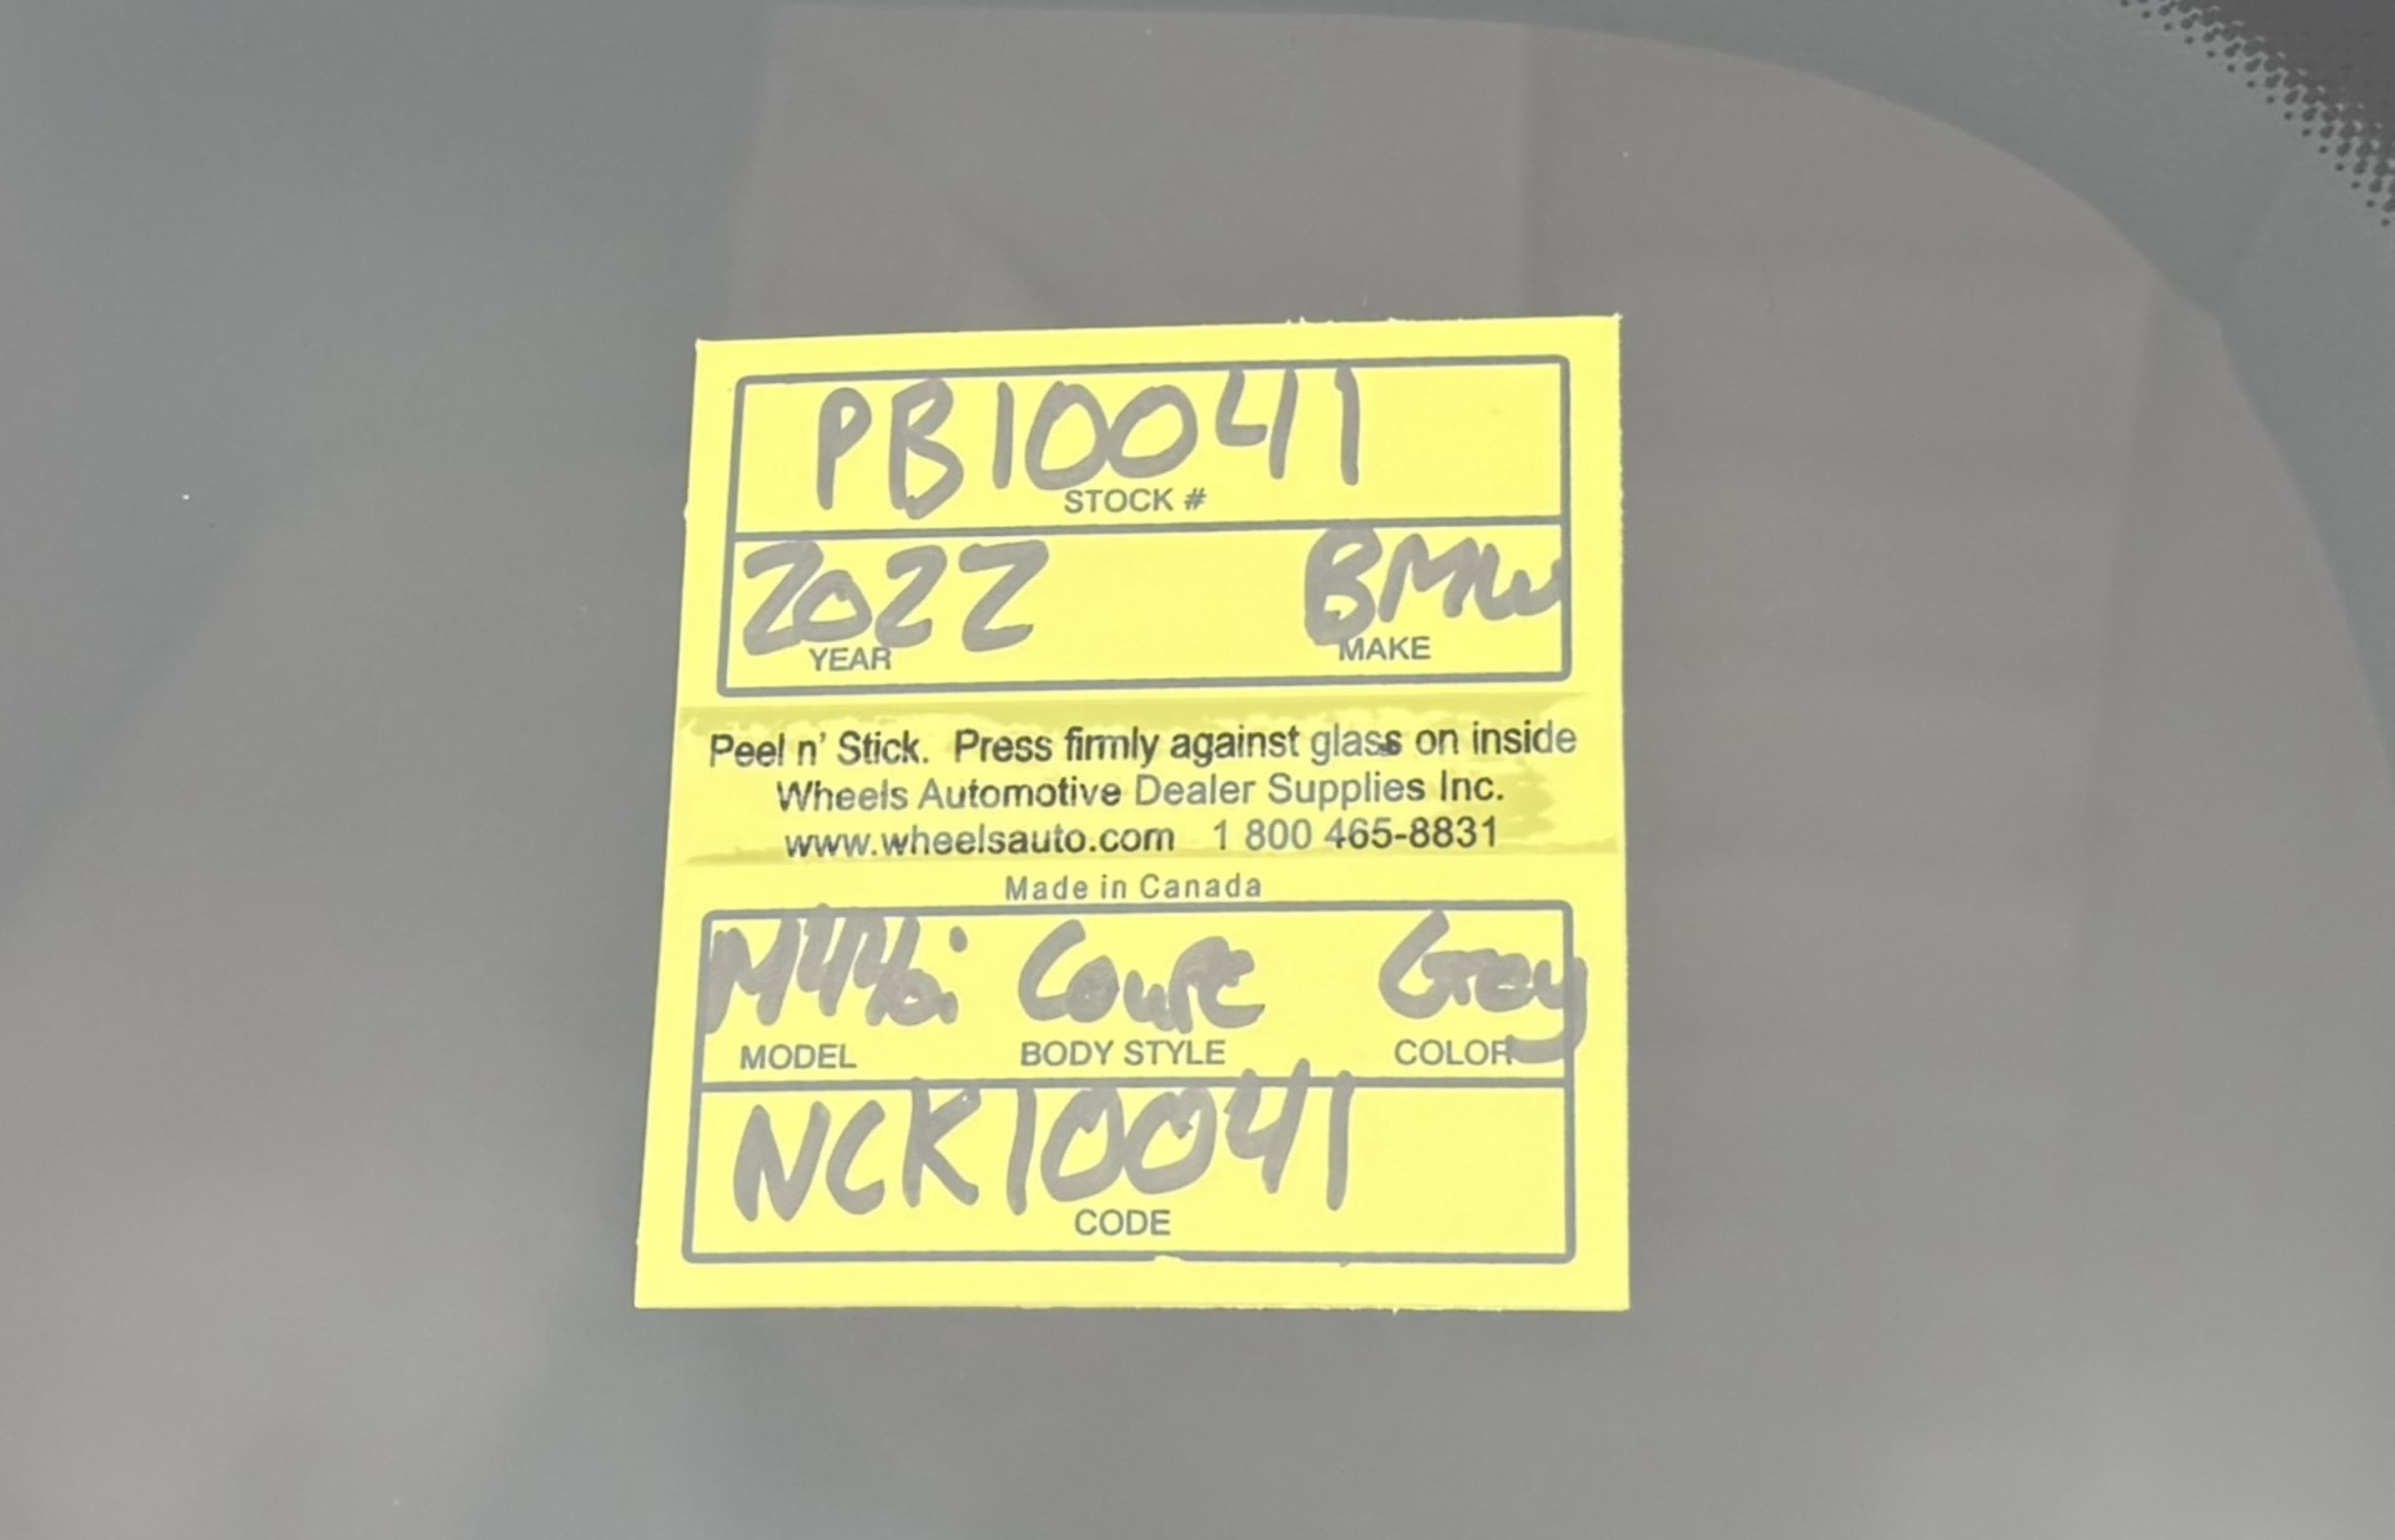 PB10041
STOCK #
2022 BMW
YEAR MAKE
Peel n' Stick. Press firmly against glass on inside
Wheels Automotive Dealer Supplies Inc.
www.wheelsauto.com 1 800 465-8831
Made in Canada
Coupe Grey
MODEL BODY STYLE COLOR
NCK10041
CODE